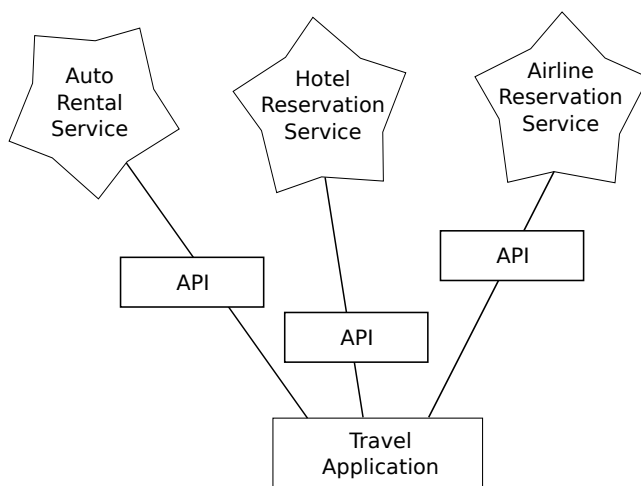 Auto
Rental
Service
Hotel
Reservation
Service
Airline
Reservation
Service
API
API
API
Travel
Application